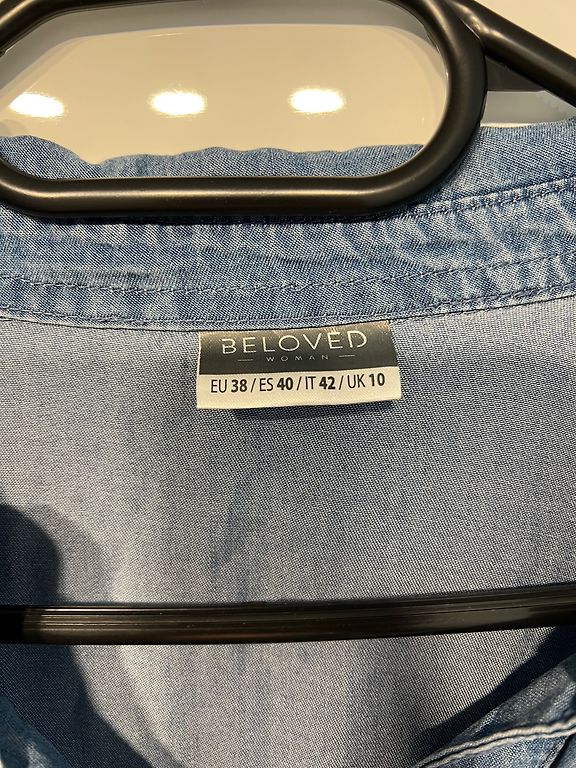 BELOVED
WOMAN
EU 38 / ES 40 / IT 42 / UK 10